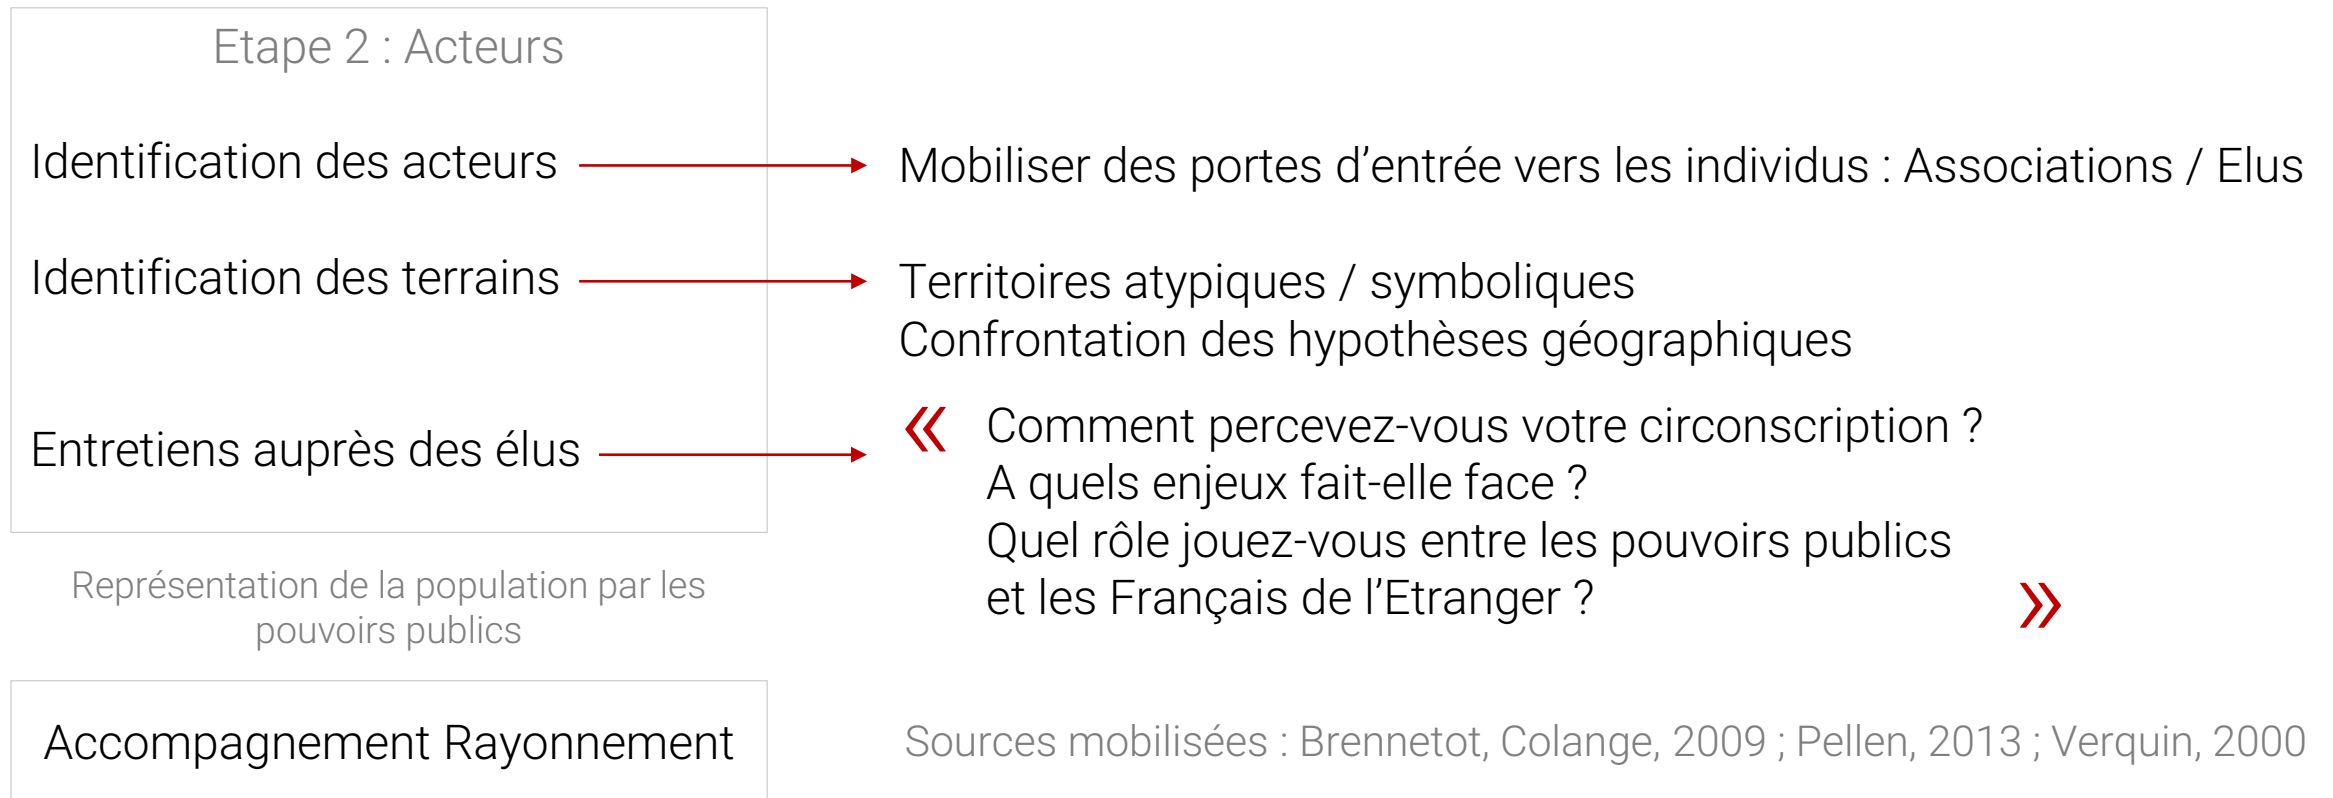 Etape 2 : Acteurs
Identification des acteurs
Mobiliser des portes d’entrée vers les individus : Associations / Elus
Identification des terrains
Territoires atypiques / symboliques
Confrontation des hypothèses géographiques
Entretiens auprès des élus
« Comment percevez-vous votre circonscription ?
A quels enjeux fait-elle face ?
Quel rôle jouez-vous entre les pouvoirs publics
et les Français de l’Etranger ? »
Représentation de la population par les
pouvoirs publics
Accompagnement Rayonnement
Sources mobilisées : Brennetot, Colange, 2009 ; Pellen, 2013 ; Verquin, 2000